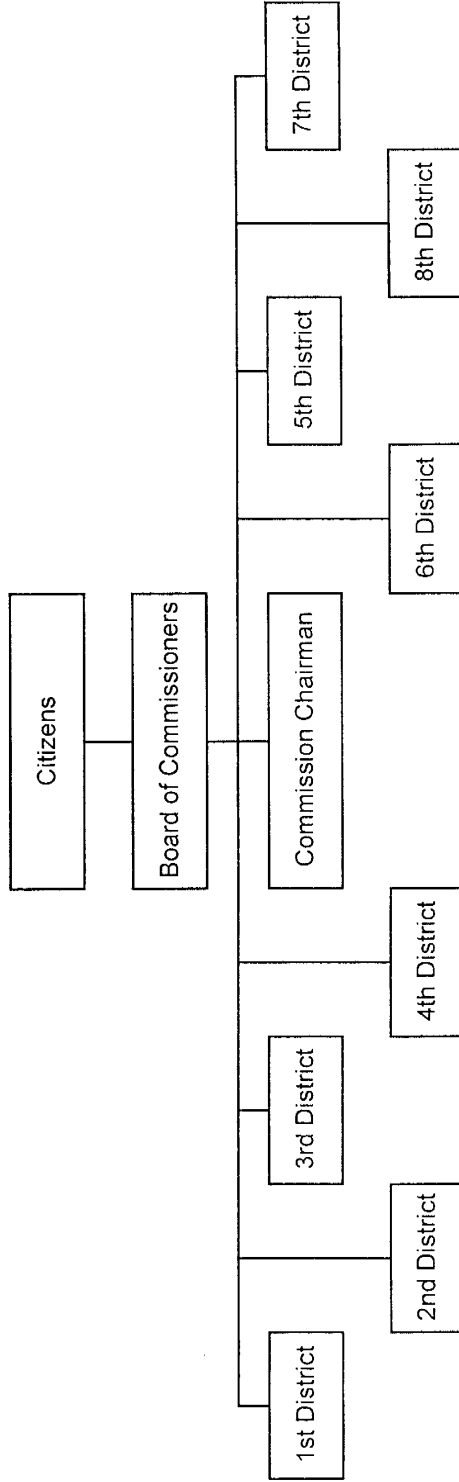 Citizens
Board of Commissioners
1st District
3rd District
Commission Chairman
5th District
7th District
2nd District
4th District
6th District
8th District